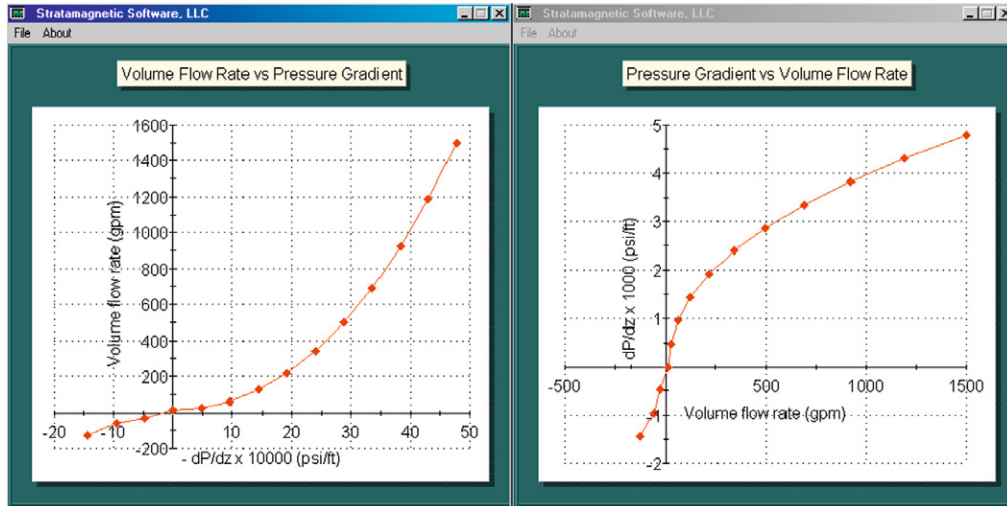 Stratamagnetic Software, LLC
File About
Volume Flow Rate vs Pressure Gradient
1600
1400
1200
1000
800
600
400
200
-200
Volume flow rate (gpm)
-20 -10 0 10 20 30 40 50
- dP/dz x 10000 (psi/ft)
Stratamagnetic Software, LLC
File About
Pressure Gradient vs Volume Flow Rate
5
4
3
2
1
-1
-2
dP/dz x 1000 (psi/ft)
-500 0 500 1000 1500
Volume flow rate (gpm)